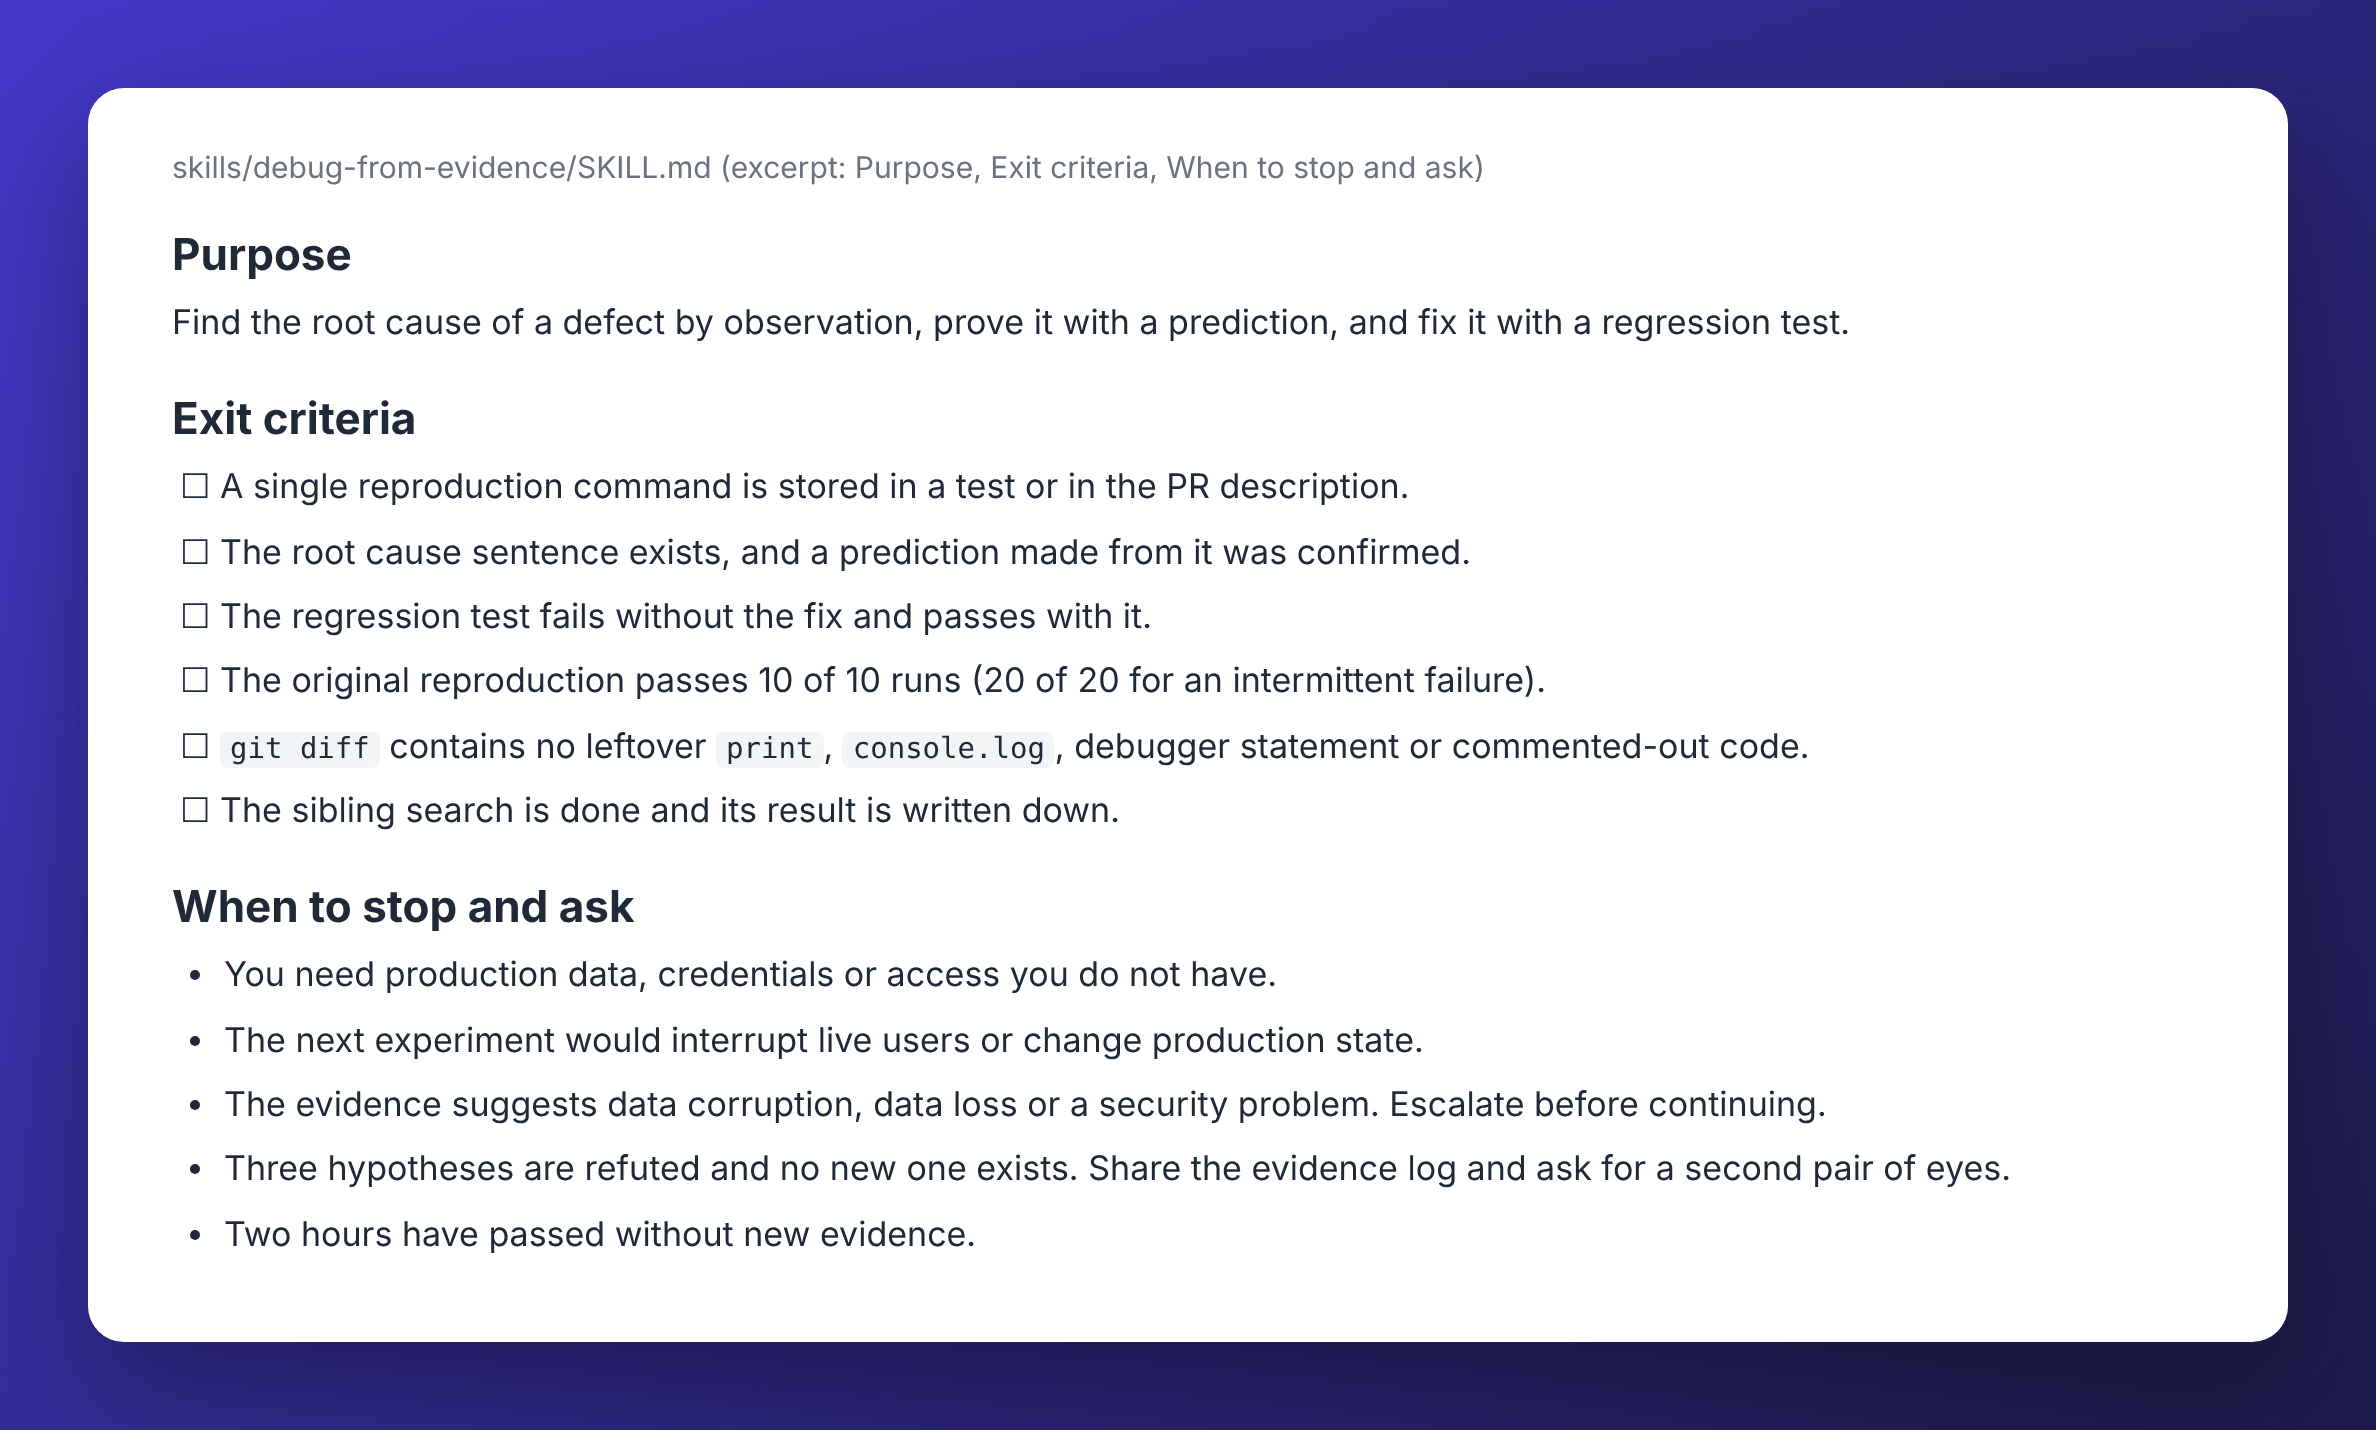 skills/debug-from-evidence/SKILL.md (excerpt: Purpose, Exit criteria, When to stop and ask)
Purpose
Find the root cause of a defect by observation, prove it with a prediction, and fix it with a regression test.
Exit criteria
☐ A single reproduction command is stored in a test or in the PR description.
☐ The root cause sentence exists, and a prediction made from it was confirmed.
☐ The regression test fails without the fix and passes with it.
☐ The original reproduction passes 10 of 10 runs (20 of 20 for an intermittent failure).
☐ git diff contains no leftover print, console.log, debugger statement or commented-out code.
☐ The sibling search is done and its result is written down.
When to stop and ask
• You need production data, credentials or access you do not have.
• The next experiment would interrupt live users or change production state.
• The evidence suggests data corruption, data loss or a security problem. Escalate before continuing.
• Three hypotheses are refuted and no new one exists. Share the evidence log and ask for a second pair of eyes.
• Two hours have passed without new evidence.